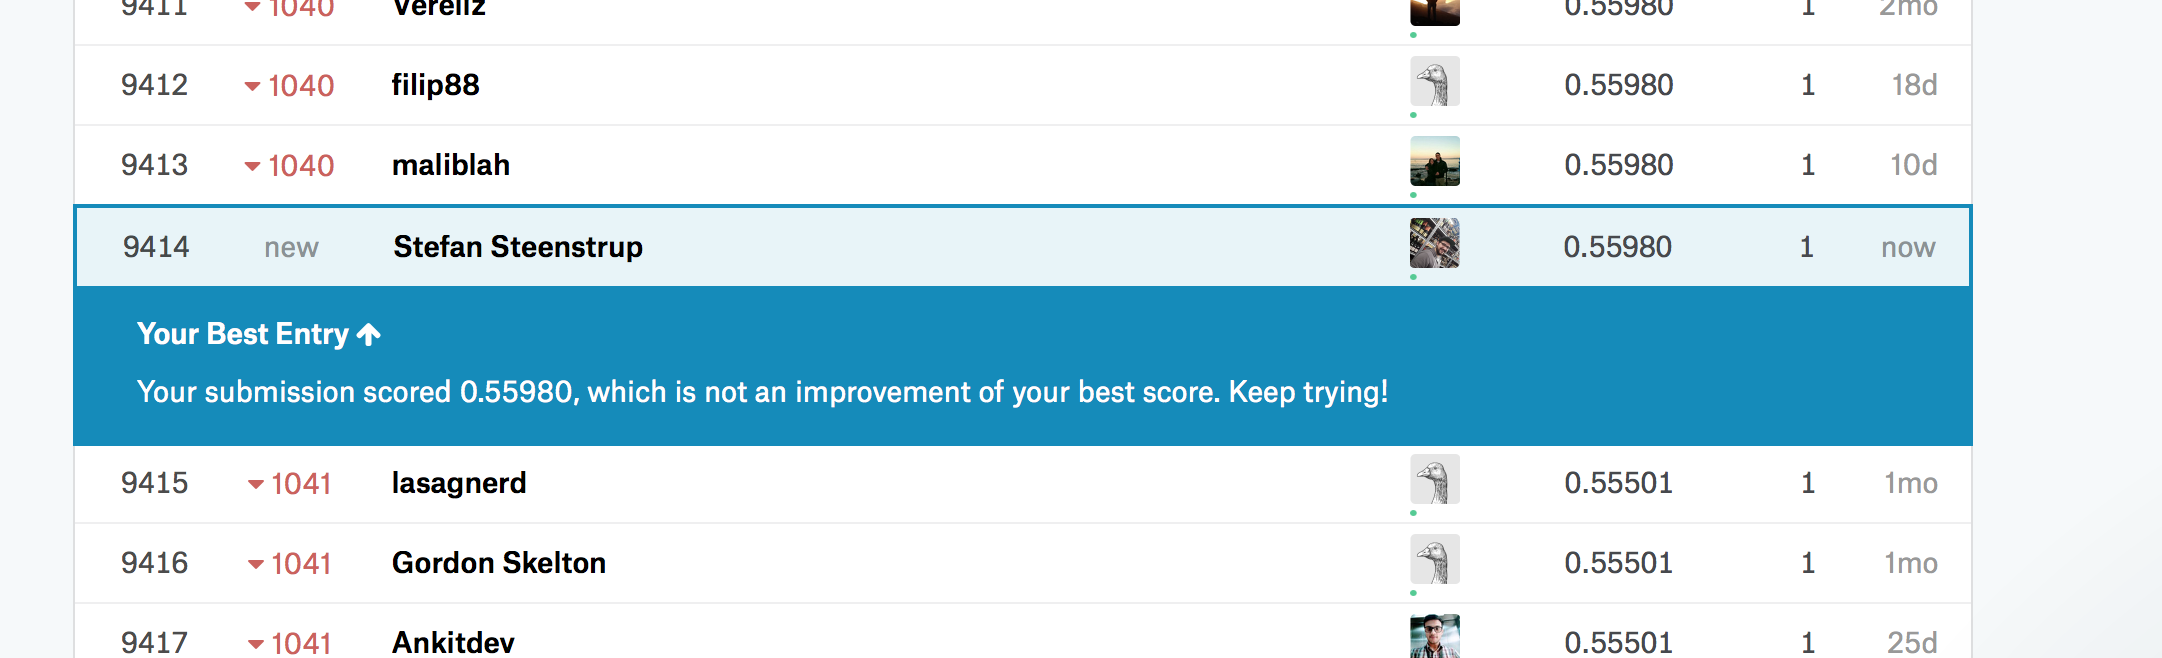 9411 1040 Verellz 0.55980 1 2mo
9412 1040 filip88 0.55980 1 18d
9413 1040 maliblah 0.55980 1 10d
9414 new Stefan Steenstrup 0.55980 1 now
Your Best Entry
Your submission scored 0.55980, which is not an improvement of your best score. Keep trying!
9415 1041 lasagnerd 0.55501 1 1mo
9416 1041 Gordon Skelton 0.55501 1 1mo
9417 1041 Ankitdev 0.55501 1 25d